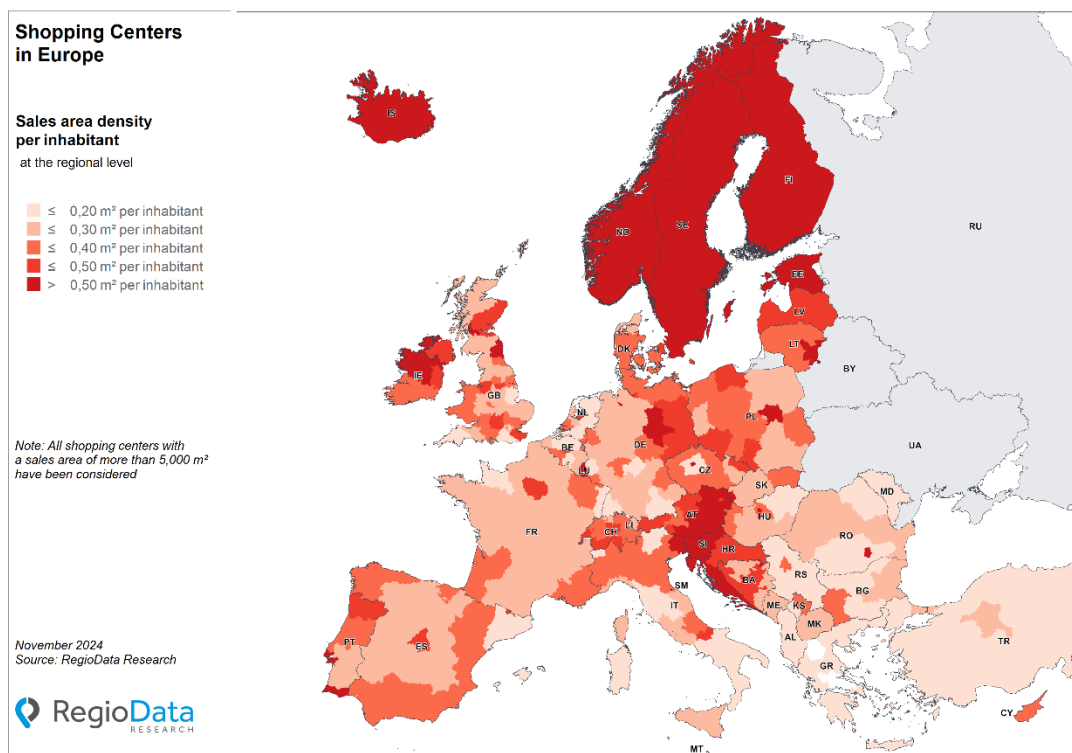 Shopping Centers
in Europe
Sales area density
per inhabitant
at the regional level
≤ 0,20 m² per inhabitant
≤ 0,30 m² per inhabitant
≤ 0,40 m² per inhabitant
≤ 0,50 m² per inhabitant
> 0,50 m² per inhabitant
Note: All shopping centers with
a sales area of more than 5,000 m²
have been considered
November 2024
Source: RegioData Research
RegioData
RESEARCH
IS
FI
NO
SE
RU
EE
LV
LT
DK
BY
IE
GB
NL
PL
DE
BE
UA
LU
CZ
SK
MD
AT
HU
LI
CH
FR
RO
SI
HR
BA
RS
SM
IT
BG
ME
KS
MK
PT
ES
AL
TR
GR
CY
MT